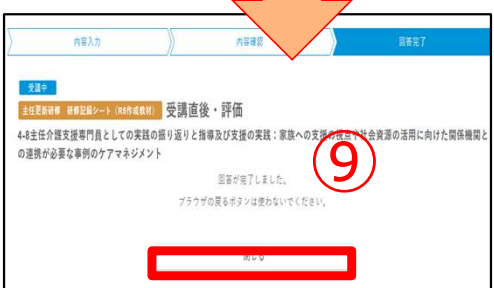 内容入力
内容確認
回答完了
受講中
主任更新研修 研修記録シート（R5作成教材） 受講直後・評価
4-8主任介護支援専門員としての実践の振り返りと指導及び支援の実践：家族への支援の視点や社会資源の活用に向けた関係機関と
の連携が必要な事例のケアマネジメント
⑨
回答が完了しました。
ブラウザの戻るボタンは使わないでください。
閉じる